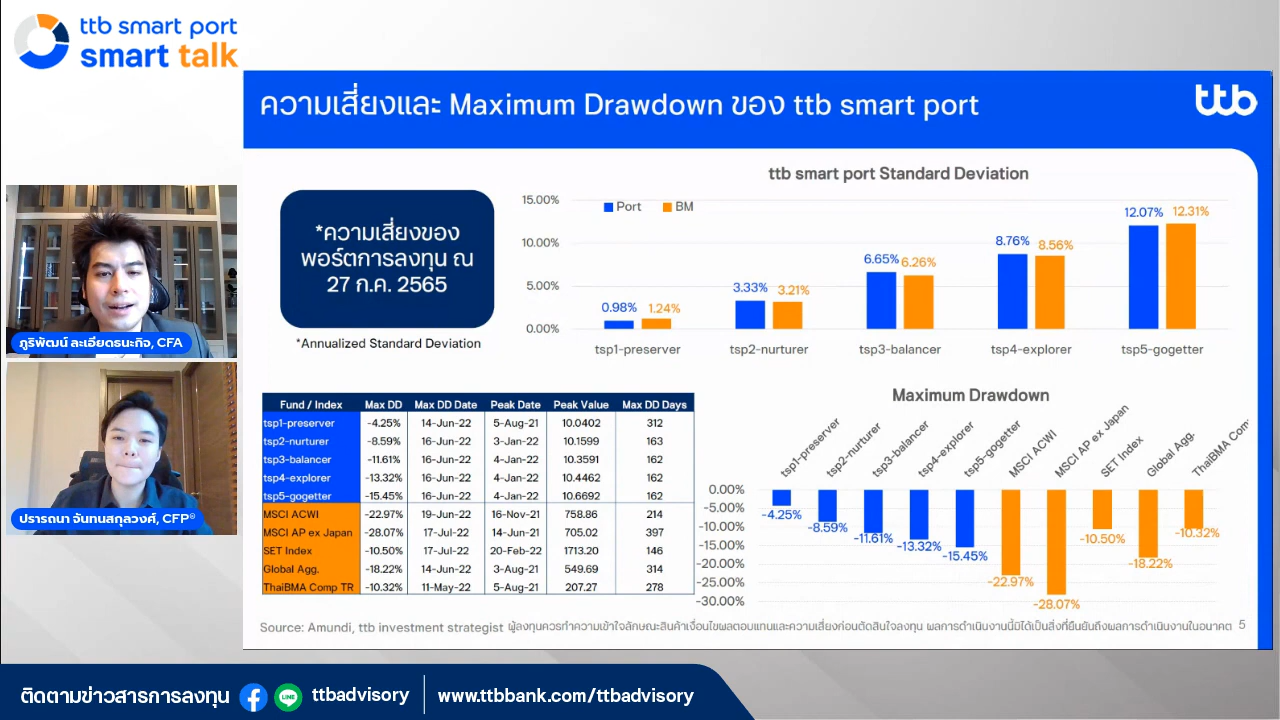 ttb smart port
smart talk
ความเสี่ยงและ Maximum Drawdown ของ ttb smart port
ttb
*ความเสี่ยงของ
พอร์ตการลงทุน ณ
27 ก.ค. 2565
*Annualized Standard Deviation
ttb smart port Standard Deviation
Port BM
15.00%
10.00%
5.00%
0.00%
0.98% 1.24% 3.33% 3.21% 6.65% 6.26% 8.76% 8.56% 12.07% 12.31%
tsp1-preserver tsp2-nurturer tsp3-balancer tsp4-explorer tsp5-gogetter
ภูริพัฒน์ ละเอียดธนะกิจ, CFA
ปรารถนา จันทนสกุลวงศ์, CFP®
Fund / Index Max DD Max DD Date Peak Date Peak Value Max DD Days
tsp1-preserver -4.25% 14-Jun-22 5-Aug-21 10.0402 312
tsp2-nurturer -8.59% 16-Jun-22 3-Jan-22 10.1599 163
tsp3-balancer -11.61% 16-Jun-22 4-Jan-22 10.3591 162
tsp4-explorer -13.32% 16-Jun-22 4-Jan-22 10.4462 162
tsp5-gogetter -15.45% 16-Jun-22 4-Jan-22 10.6692 162
MSCI ACWI -22.97% 19-Jun-22 16-Nov-21 758.86 214
MSCI AP ex Japan -28.07% 17-Jul-22 14-Jun-21 705.02 397
SET Index -10.50% 17-Jul-22 20-Feb-22 1713.20 146
Global Agg. -18.22% 14-Jun-22 3-Aug-21 549.69 314
ThaiBMA Comp TR -10.32% 11-May-22 5-Aug-21 207.27 278
Maximum Drawdown
tsp1-preserver tsp2-nurturer tsp3-balancer tsp4-explorer tsp5-gogetter MSCI ACWI MSCI AP ex Japan SET Index Global Agg. ThaiBMA Com
0.00%
-5.00%
-10.00%
-15.00%
-20.00%
-25.00%
-30.00%
-4.25% -8.59% -11.61% -13.32% -15.45% -22.97% -28.07% -10.50% -18.22% -10.32%
Source: Amundi, ttb investment strategist ผู้ลงทุนควรทำความเข้าใจลักษณะสินค้าเงื่อนไขผลตอบแทนและความเสี่ยงก่อนตัดสินใจลงทุน ผลการดำเนินงานนี้มิได้เป็นสิ่งที่ยืนยันถึงผลการดำเนินงานในอนาคต 5
ติดตามข่าวสารการลงทุน LINE ttbadvisory www.ttbbank.com/ttbadvisory